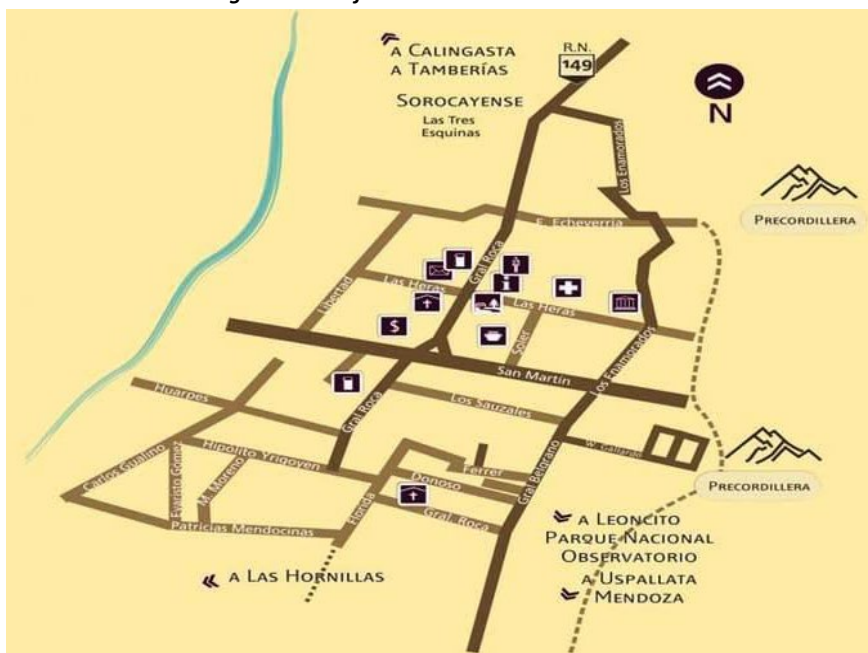 A CALINGASTA
A TAMBERÍAS
R.N.
149
SOROCAYENSE
Las Tres
Esquinas
N
Los Enamorados
PRECORDILLERA
E. Echeverría
Gral Roca
Libertad
Las Heras
Las Heras
$
i
Soler
San Martín
Los Enamorados
Huarpes
Gral Roca
Los Sauzales
W. Gallardo
Carlos Gualino
Evaristo Gómez
Hipólito Yrigoyen
M. Moreno
Ferrer
Donoso
Gral Belgrano
PRECORDILLERA
Florida
Gral. Roca
Patricias Mendocinas
A LEONCITO
PARQUE NACIONAL
OBSERVATORIO
A LAS HORNILLAS
A USPALLATA
MENDOZA